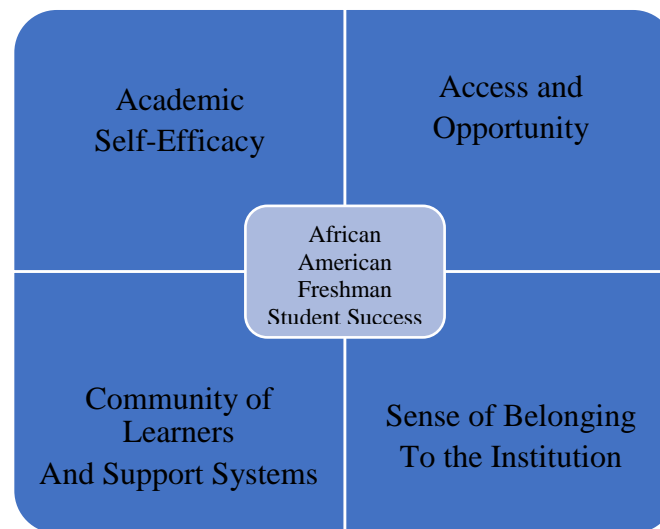 Academic
Self-Efficacy
Access and
Opportunity
African
American
Freshman
Student Success
Community of
Learners
And Support Systems
Sense of Belonging
To the Institution